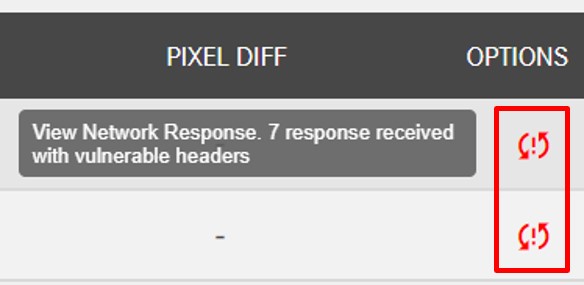 PIXEL DIFF OPTIONS
View Network Response. 7 response received
with vulnerable headers
-